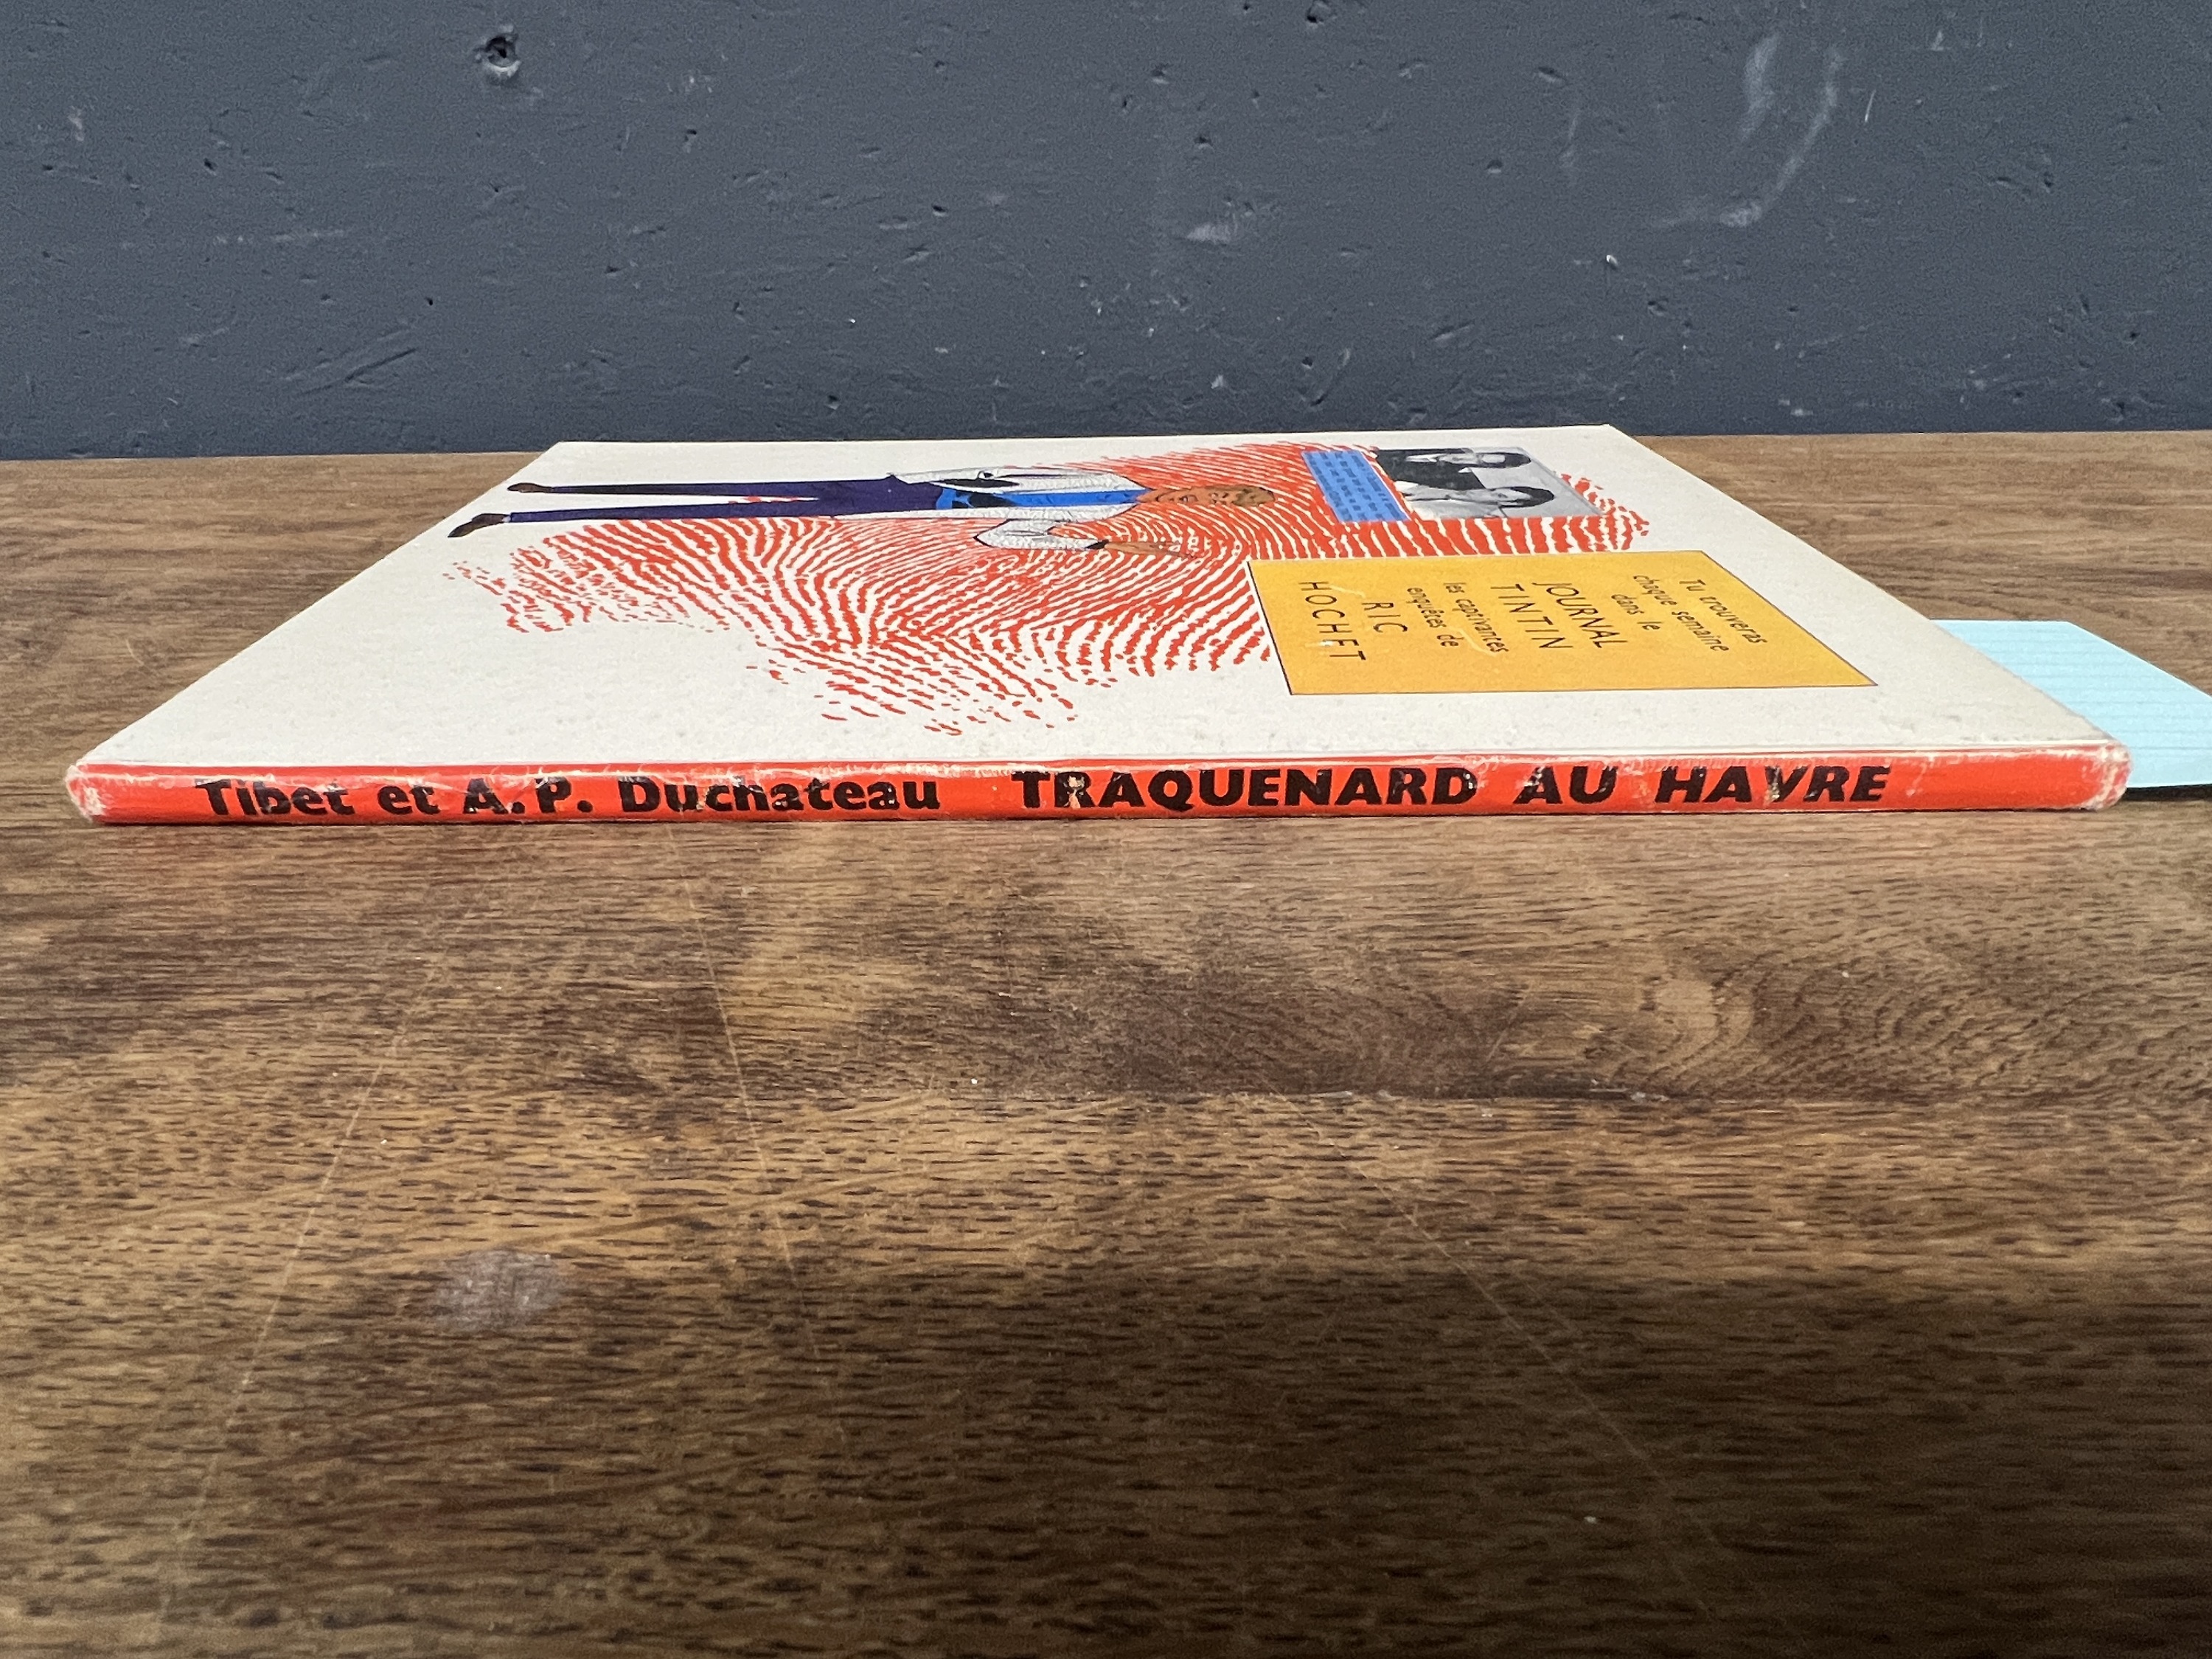 Tu trouveras
chaque semaine
dans le
JOURNAL
TINTIN
les captivantes
enquêtes de
RIC
HOCHET
Tibet et A.P. Duchateau TRAQUENARD AU HAVRE